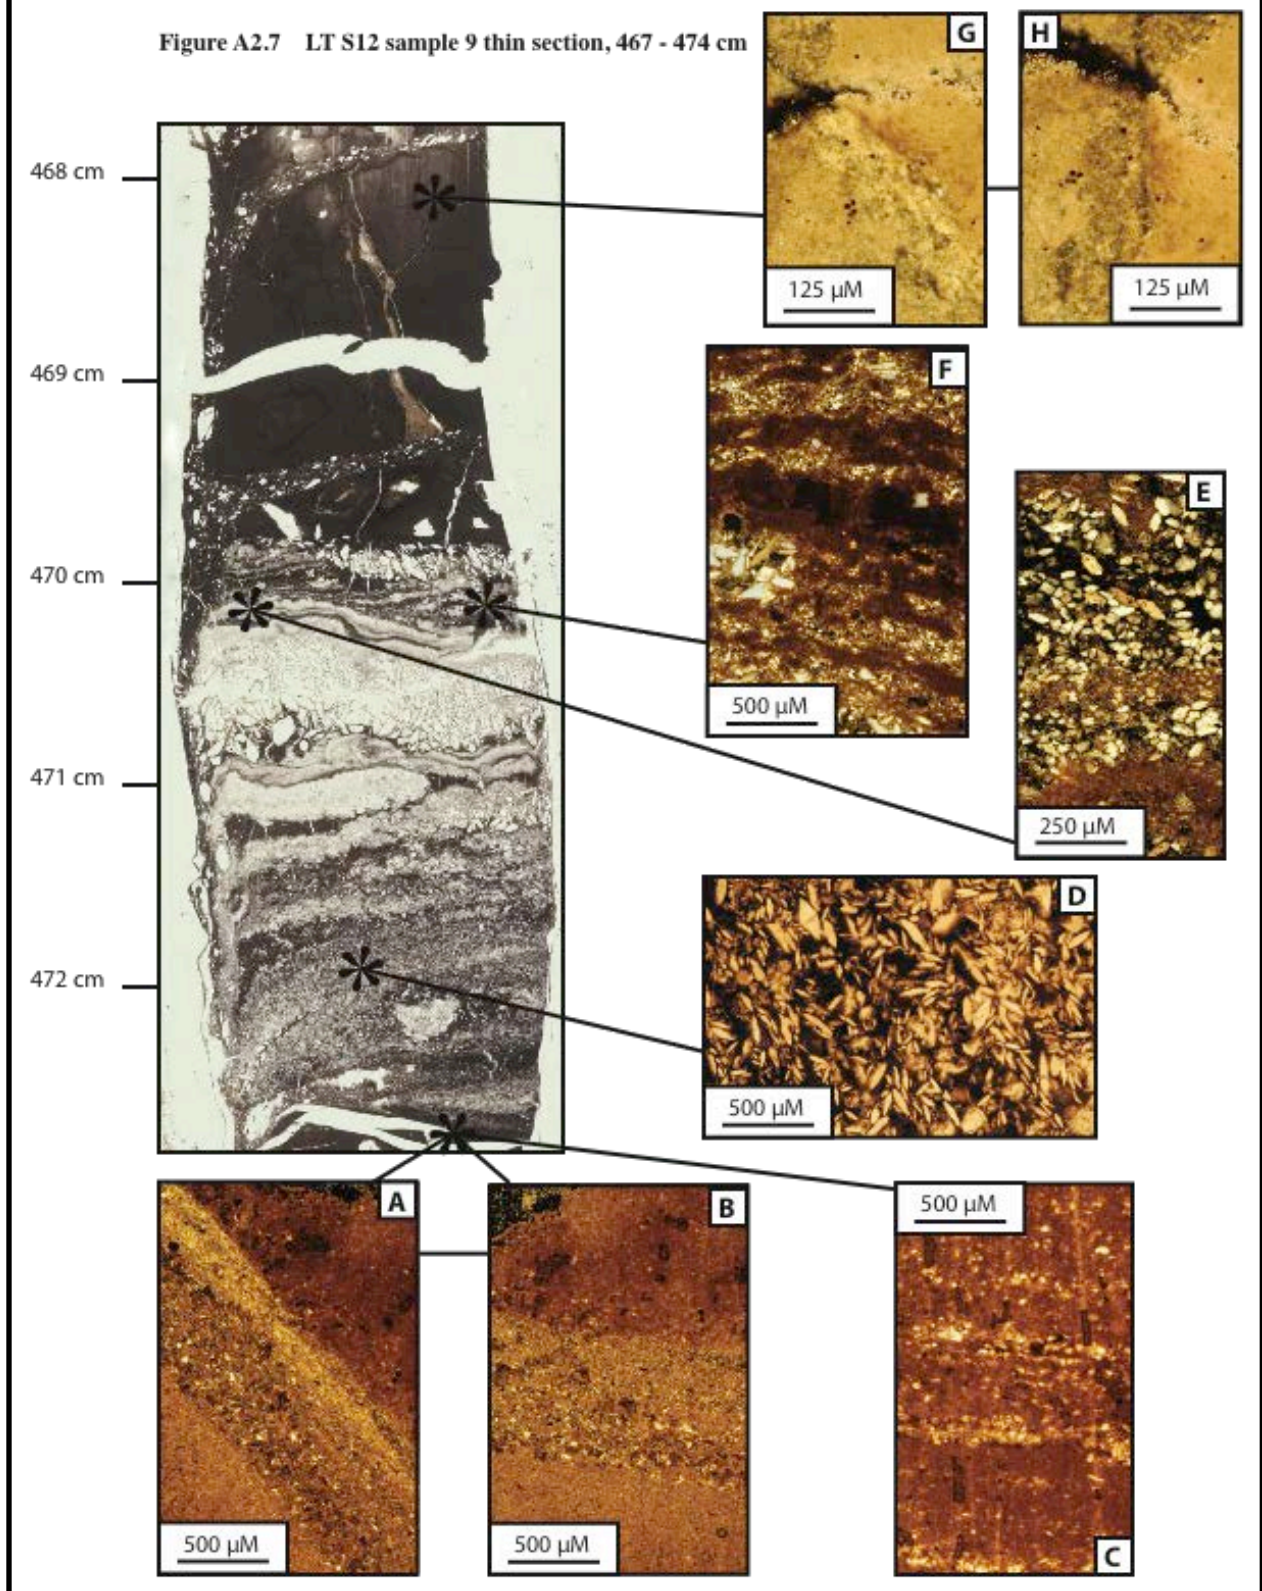 Figure A2.7 LT S12 sample 9 thin section, 467 - 474 cm
G
H
468 cm
125 µM
125 µM
469 cm
F
E
470 cm
500 µM
471 cm
250 µM
D
472 cm
500 µM
A
B
500 µM
500 µM
500 µM
C